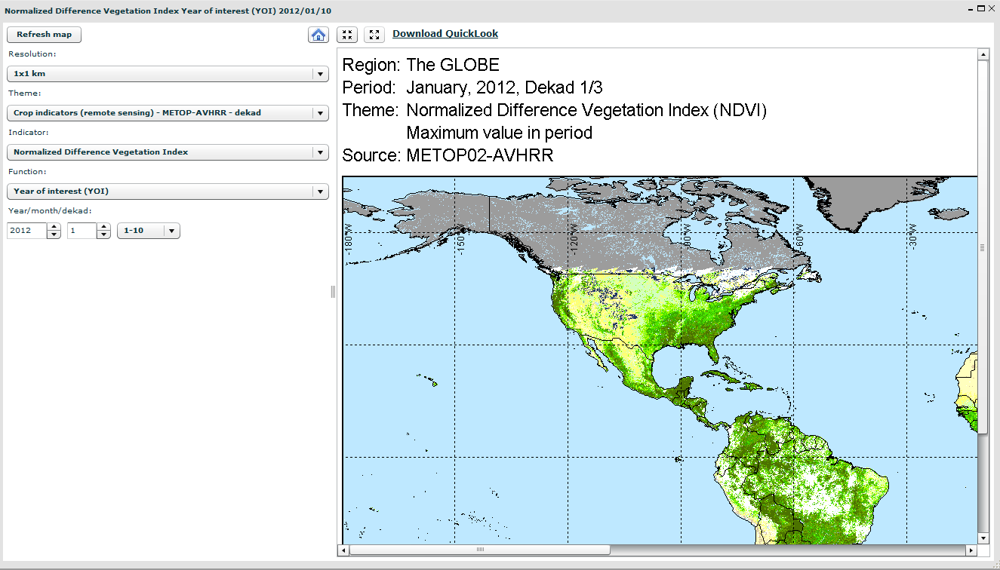 Normalized Difference Vegetation Index Year of interest (YOI) 2012/01/10
Refresh map
Download QuickLook
Resolution:
1x1 km
Theme:
Crop indicators (remote sensing) - METOP-AVHRR - dekad
Indicator:
Normalized Difference Vegetation Index
Function:
Year of interest (YOI)
Year/month/dekad:
2012 1 1-10
Region: The GLOBE
Period: January, 2012, Dekad 1/3
Theme: Normalized Difference Vegetation Index (NDVI)
Maximum value in period
Source: METOP02-AVHRR
-180°W
-150°W
-120°W
-90°W
-60°W
-30°W